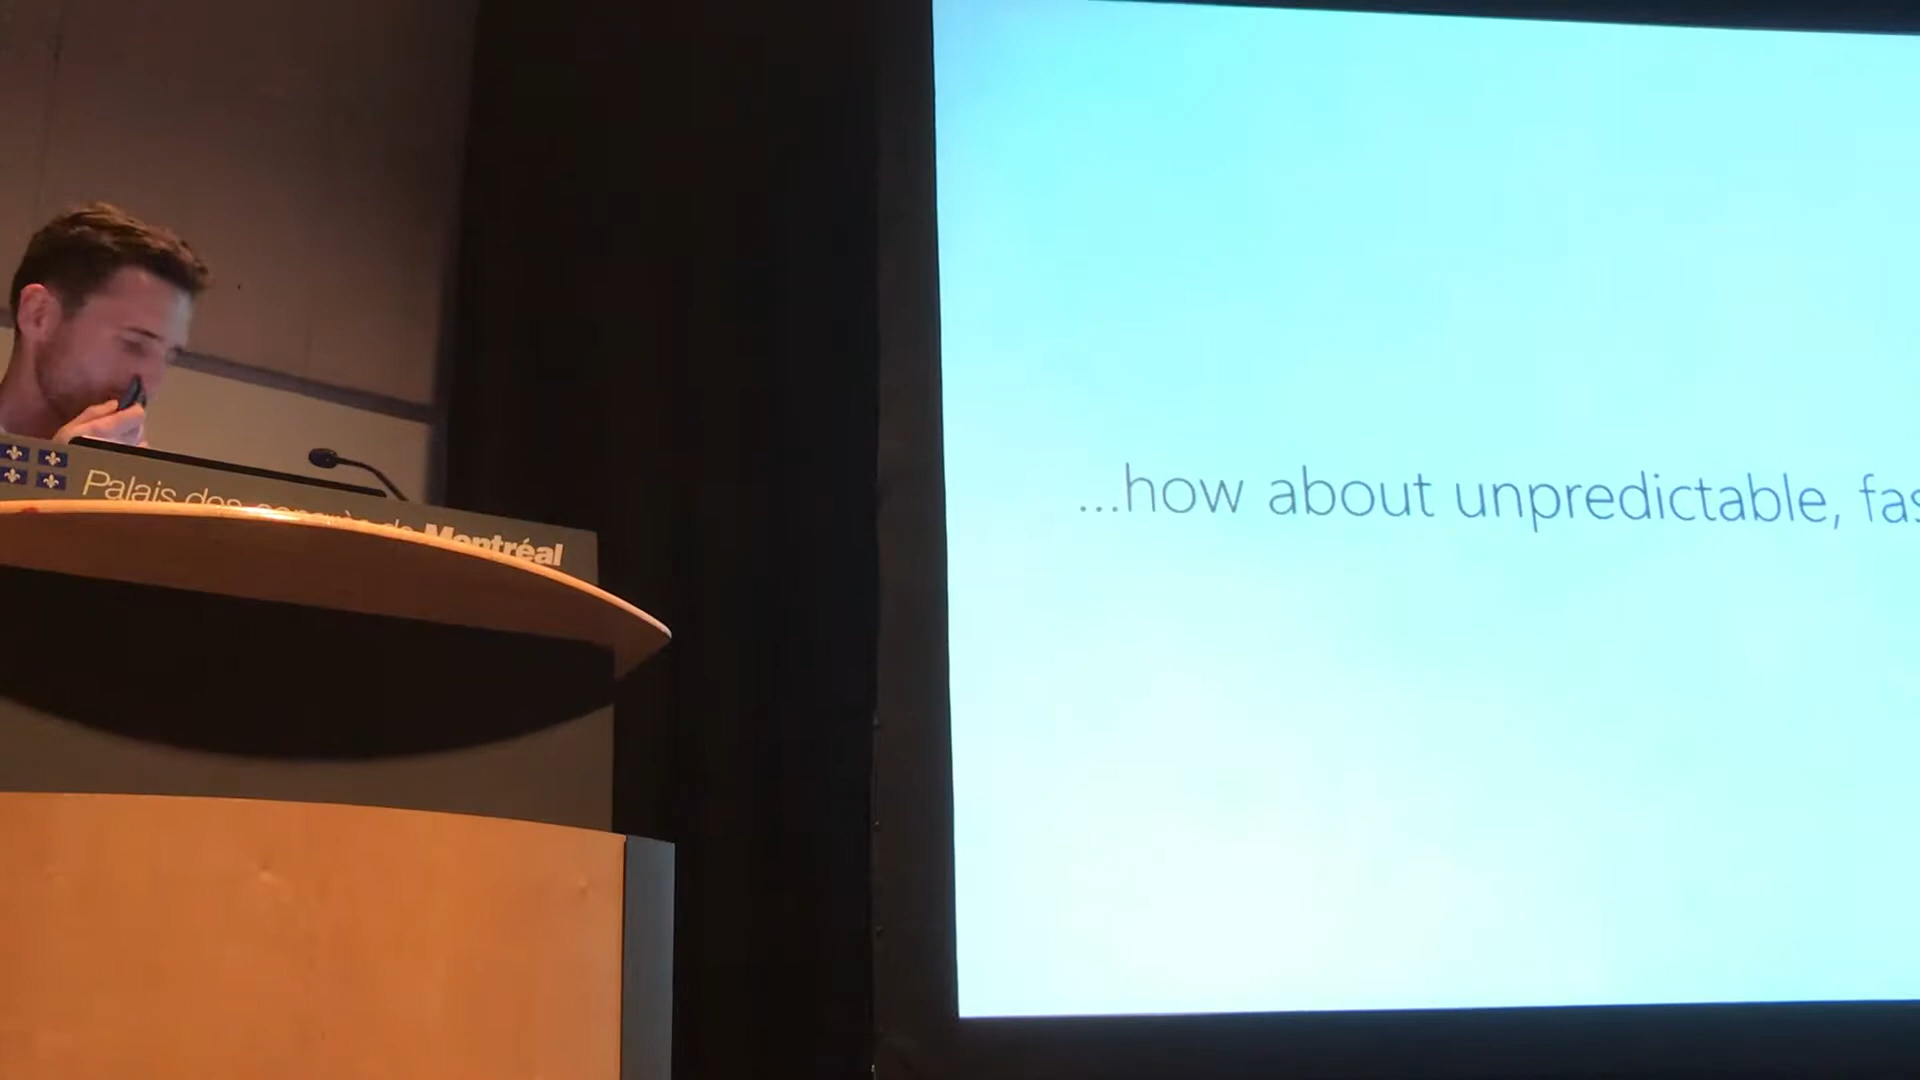 Palais des congrès de Montréal
...how about unpredictable, fas